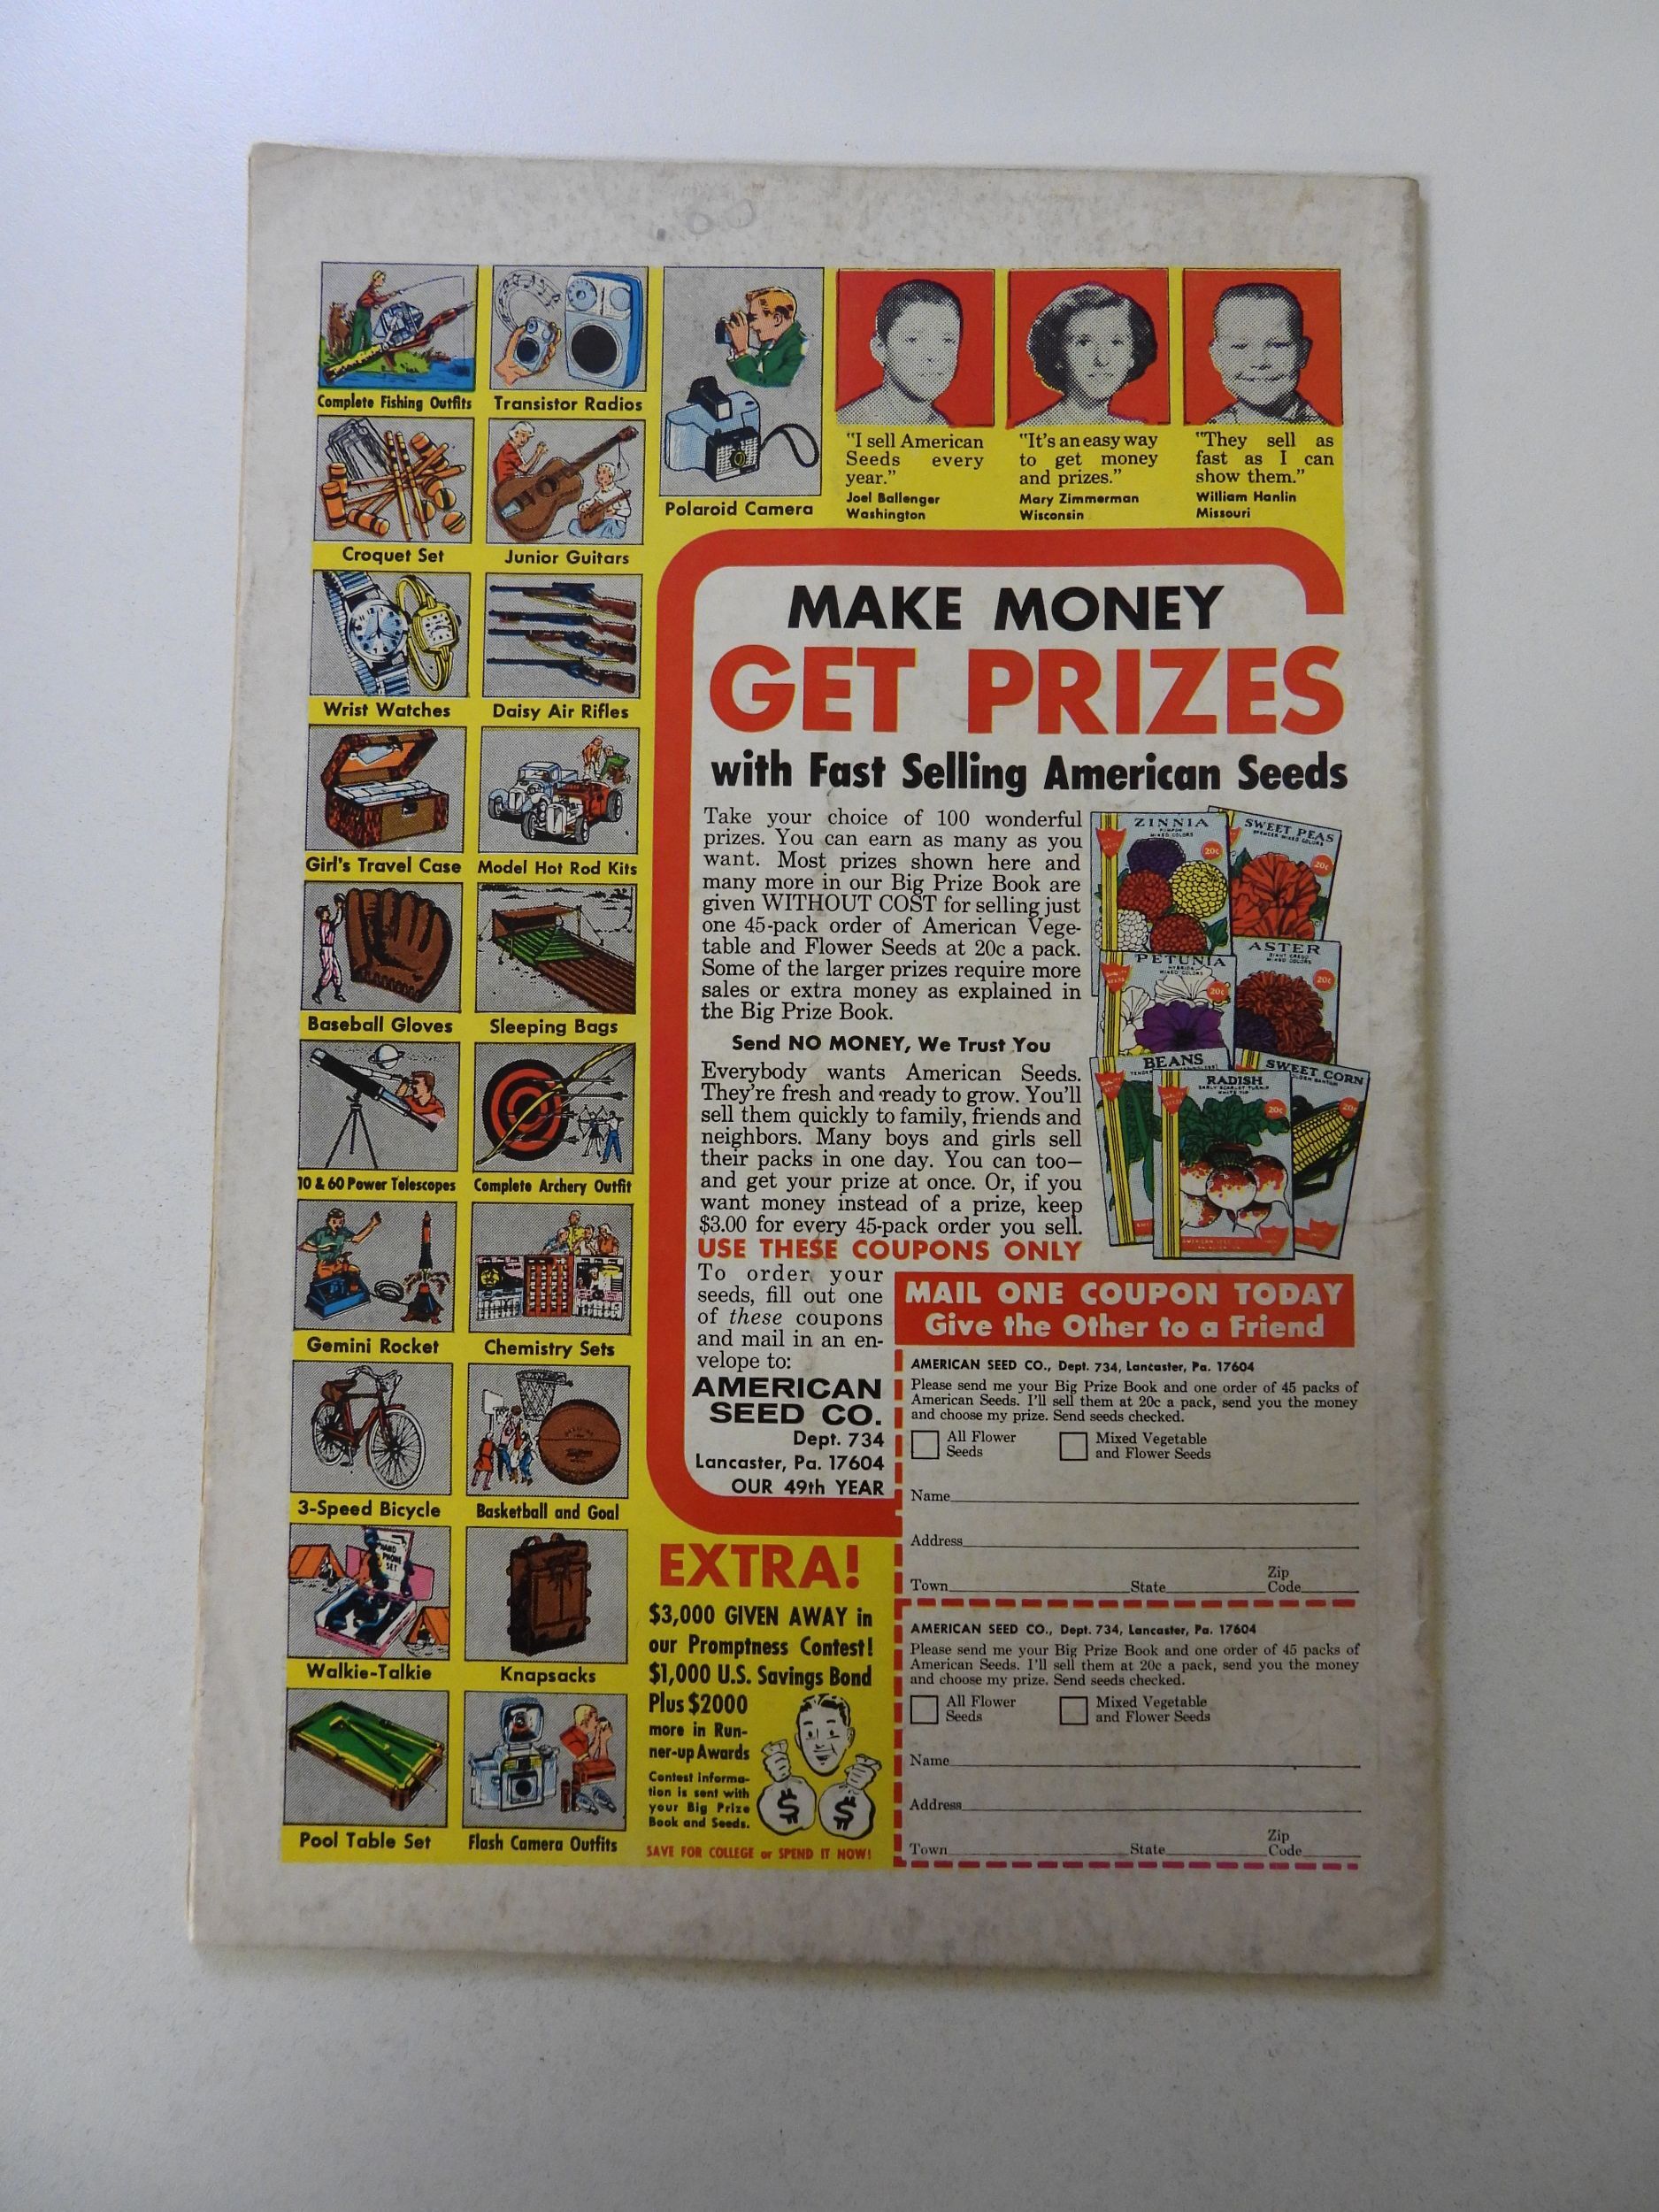 Complete Fishing Outfits
Transistor Radios
Polaroid Camera
Croquet Set
Junior Guitars
Wrist Watches
Daisy Air Rifles
Girl's Travel Case
Model Hot Rod Kits
Baseball Gloves
Sleeping Bags
10 & 60 Power Telescopes
Complete Archery Outfit
Gemini Rocket
Chemistry Sets
3-Speed Bicycle
Basketball and Goal
HAND
PHONE
SET
Walkie-Talkie
Knapsacks
Pool Table Set
Flash Camera Outfits
"I sell American
Seeds every
year."
Joel Ballenger
Washington
"It's an easy way
to get money
and prizes."
Mary Zimmerman
Wisconsin
"They sell as
fast as I can
show them."
William Hanlin
Missouri
MAKE MONEY
GET PRIZES
with Fast Selling American Seeds
Take your choice of 100 wonderful
prizes. You can earn as many as you
want. Most prizes shown here and
many more in our Big Prize Book are
given WITHOUT COST for selling just
one 45-pack order of American Vege-
table and Flower Seeds at 20c a pack.
Some of the larger prizes require more
sales or extra money as explained in
the Big Prize Book.
Send NO MONEY, We Trust You
Everybody wants American Seeds.
They're fresh and ready to grow. You'll
sell them quickly to family, friends and
neighbors. Many boys and girls sell
their packs in one day. You can too—
and get your prize at once. Or, if you
want money instead of a prize, keep
$3.00 for every 45-pack order you sell.
USE THESE COUPONS ONLY
To order your
seeds, fill out one
of these coupons
and mail in an en-
velope to:
AMERICAN
SEED CO.
Dept. 734
Lancaster, Pa. 17604
OUR 49th YEAR
ZINNIA
MIXED COLORS
20c
SWEET PEAS
SPENCER MIXED COLORS
20c
PETUNIA
MIXED COLORS
20c
ASTER
MIXED COLORS
20c
BEANS
RADISH
20c
SWEET CORN
20c
MAIL ONE COUPON TODAY
Give the Other to a Friend
AMERICAN SEED CO., Dept. 734, Lancaster, Pa. 17604
Please send me your Big Prize Book and one order of 45 packs of
American Seeds. I'll sell them at 20c a pack, send you the money
and choose my prize. Send seeds checked.
All Flower
Seeds
Mixed Vegetable
and Flower Seeds
Name
Address
Town State Zip
Code
AMERICAN SEED CO., Dept. 734, Lancaster, Pa. 17604
Please send me your Big Prize Book and one order of 45 packs of
American Seeds. I'll sell them at 20c a pack, send you the money
and choose my prize. Send seeds checked.
All Flower
Seeds
Mixed Vegetable
and Flower Seeds
Name
Address
Town State Zip
Code
EXTRA!
$3,000 GIVEN AWAY in
our Promptness Contest!
$1,000 U.S. Savings Bond
Plus $2000
more in Run-
ner-up Awards
Contest informa-
tion is sent with
your Big Prize
Book and Seeds.
$ $
SAVE FOR COLLEGE or SPEND IT NOW!